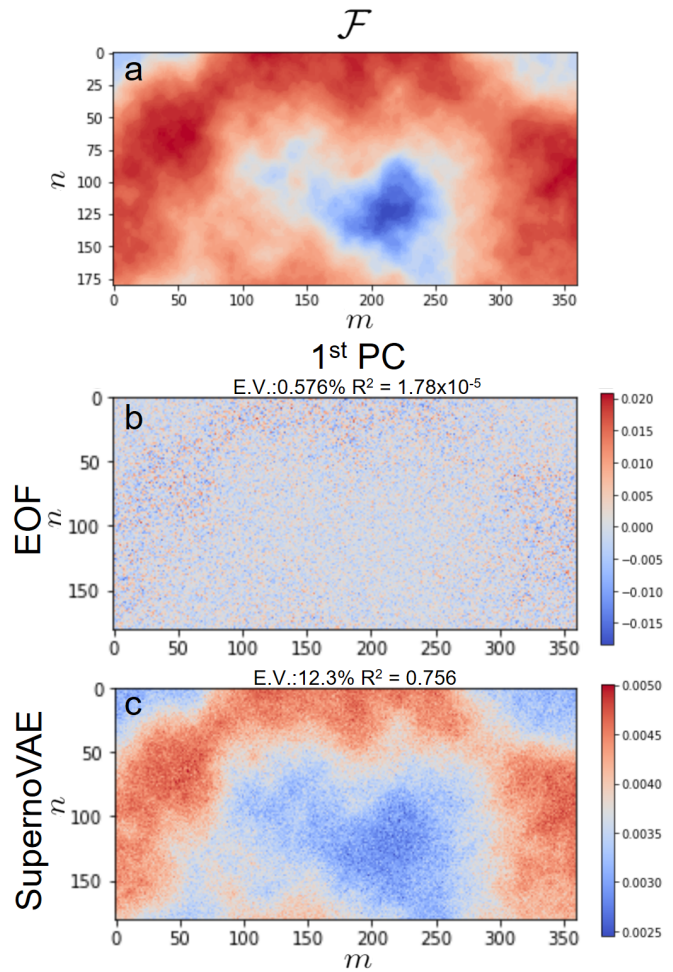 ℱ
a
0
25
50
75
100
125
150
175
n
0 50 100 150 200 250 300 350
m
1st PC
E.V.:0.576% R² = 1.78x10⁻⁵
b
EOF
n
0
50
100
150
0 50 100 150 200 250 300 350
0.020
0.015
0.010
0.005
0.000
−0.005
−0.010
−0.015
E.V.:12.3% R² = 0.756
c
SupernoVAE
n
0
50
100
150
0 50 100 150 200 250 300 350
m
0.0050
0.0045
0.0040
0.0035
0.0030
0.0025